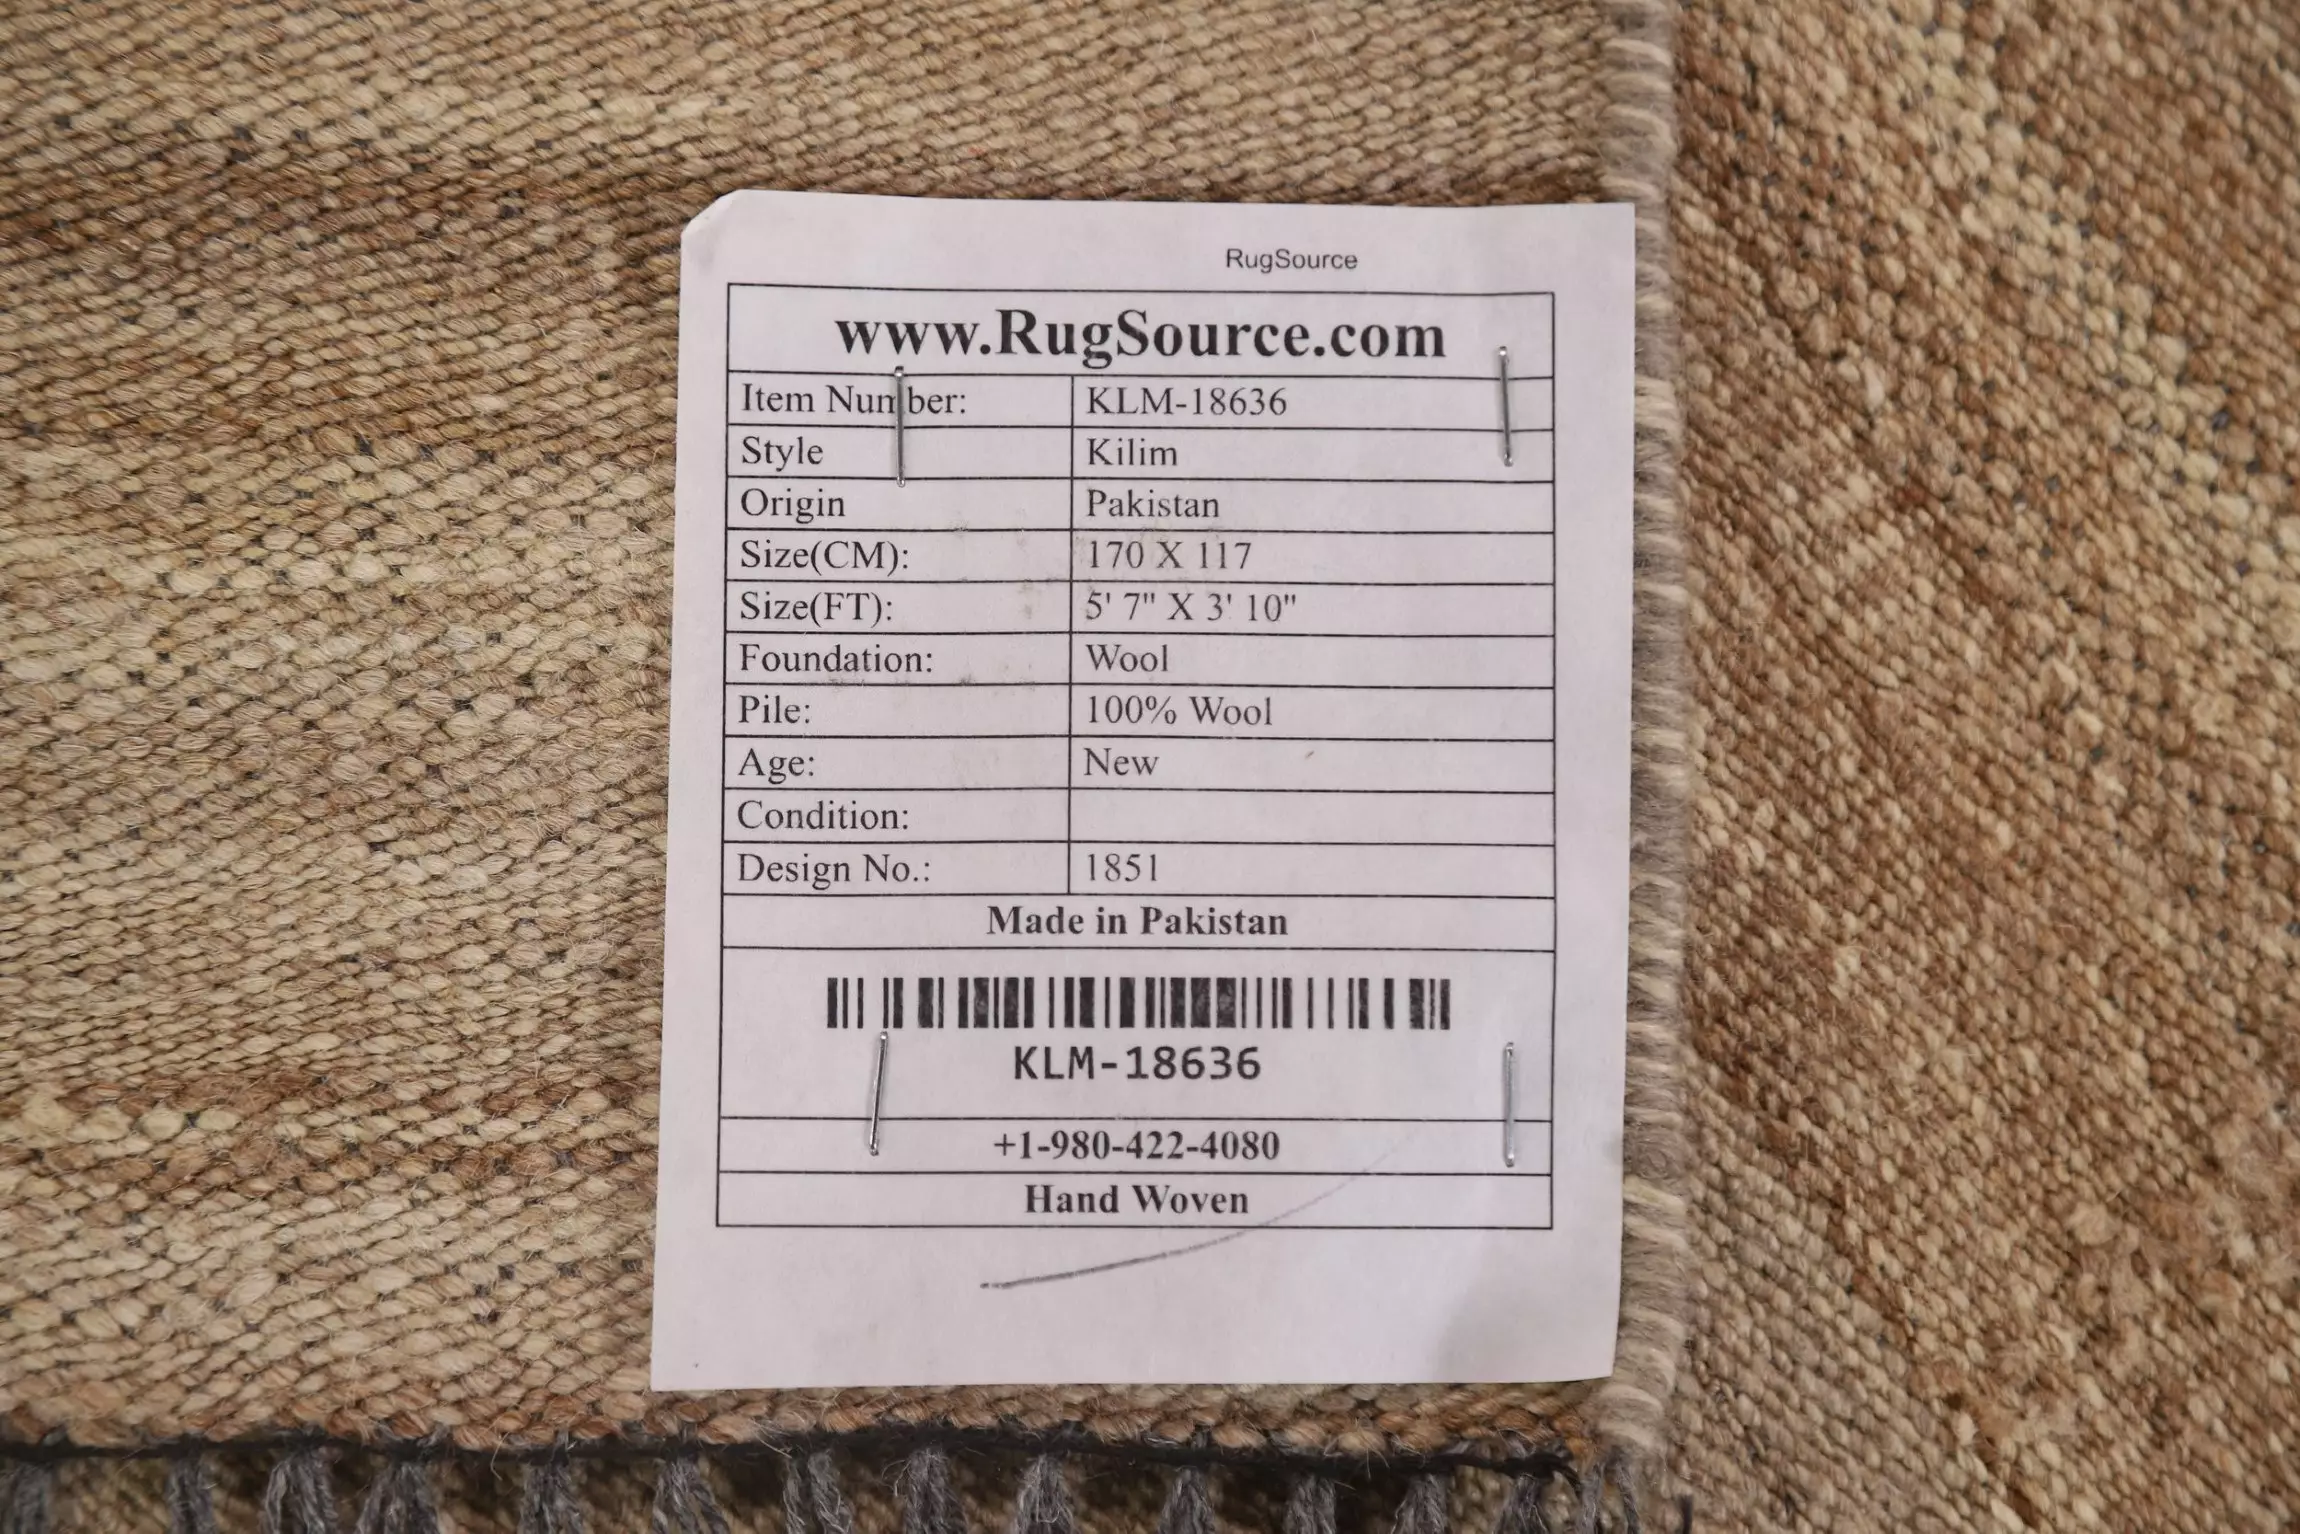 RugSource
www.RugSource.com
Item Number: KLM-18636
Style Kilim
Origin Pakistan
Size(CM): 170 X 117
Size(FT): 5' 7" X 3' 10"
Foundation: Wool
Pile: 100% Wool
Age: New
Condition:
Design No.: 1851
Made in Pakistan
KLM-18636
+1-980-422-4080
Hand Woven